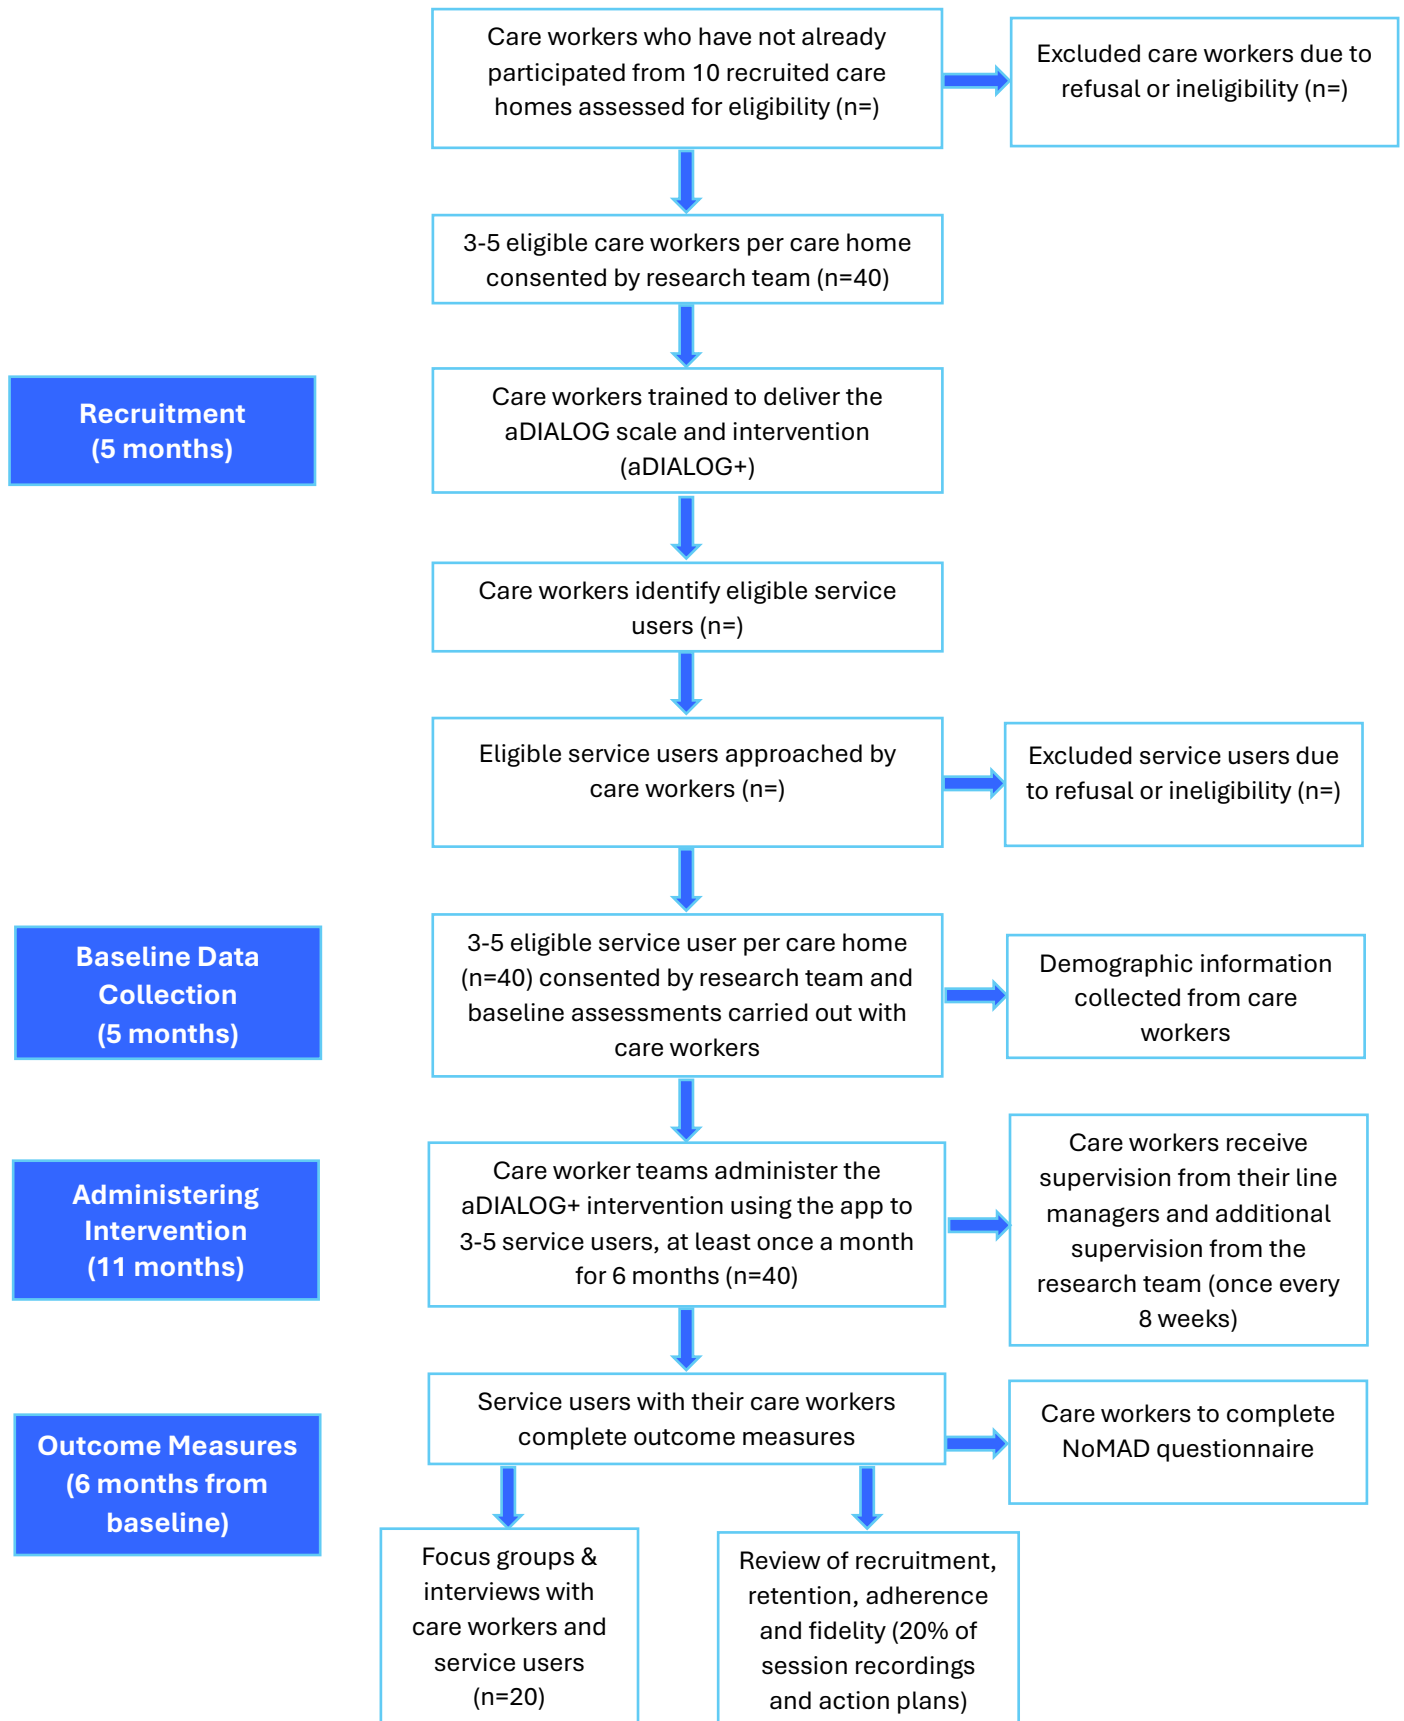 Care workers who have not already
participated from 10 recruited care
homes assessed for eligibility (n=)
Excluded care workers due to
refusal or ineligibility (n=)
3-5 eligible care workers per care home
consented by research team (n=40)
Recruitment
(5 months)
Care workers trained to deliver the
aDIALOG scale and intervention
(aDIALOG+)
Care workers identify eligible service
users (n=)
Eligible service users approached by
care workers (n=)
Excluded service users due
to refusal or ineligibility (n=)
Baseline Data
Collection
(5 months)
3-5 eligible service user per care home
(n=40) consented by research team and
baseline assessments carried out with
care workers
Demographic information
collected from care
workers
Administering
Intervention
(11 months)
Care worker teams administer the
aDIALOG+ intervention using the app to
3-5 service users, at least once a month
for 6 months (n=40)
Care workers receive
supervision from their line
managers and additional
supervision from the
research team (once every
8 weeks)
Outcome Measures
(6 months from
baseline)
Service users with their care workers
complete outcome measures
Care workers to complete
NoMAD questionnaire
Focus groups &
interviews with
care workers and
service users
(n=20)
Review of recruitment,
retention, adherence
and fidelity (20% of
session recordings
and action plans)